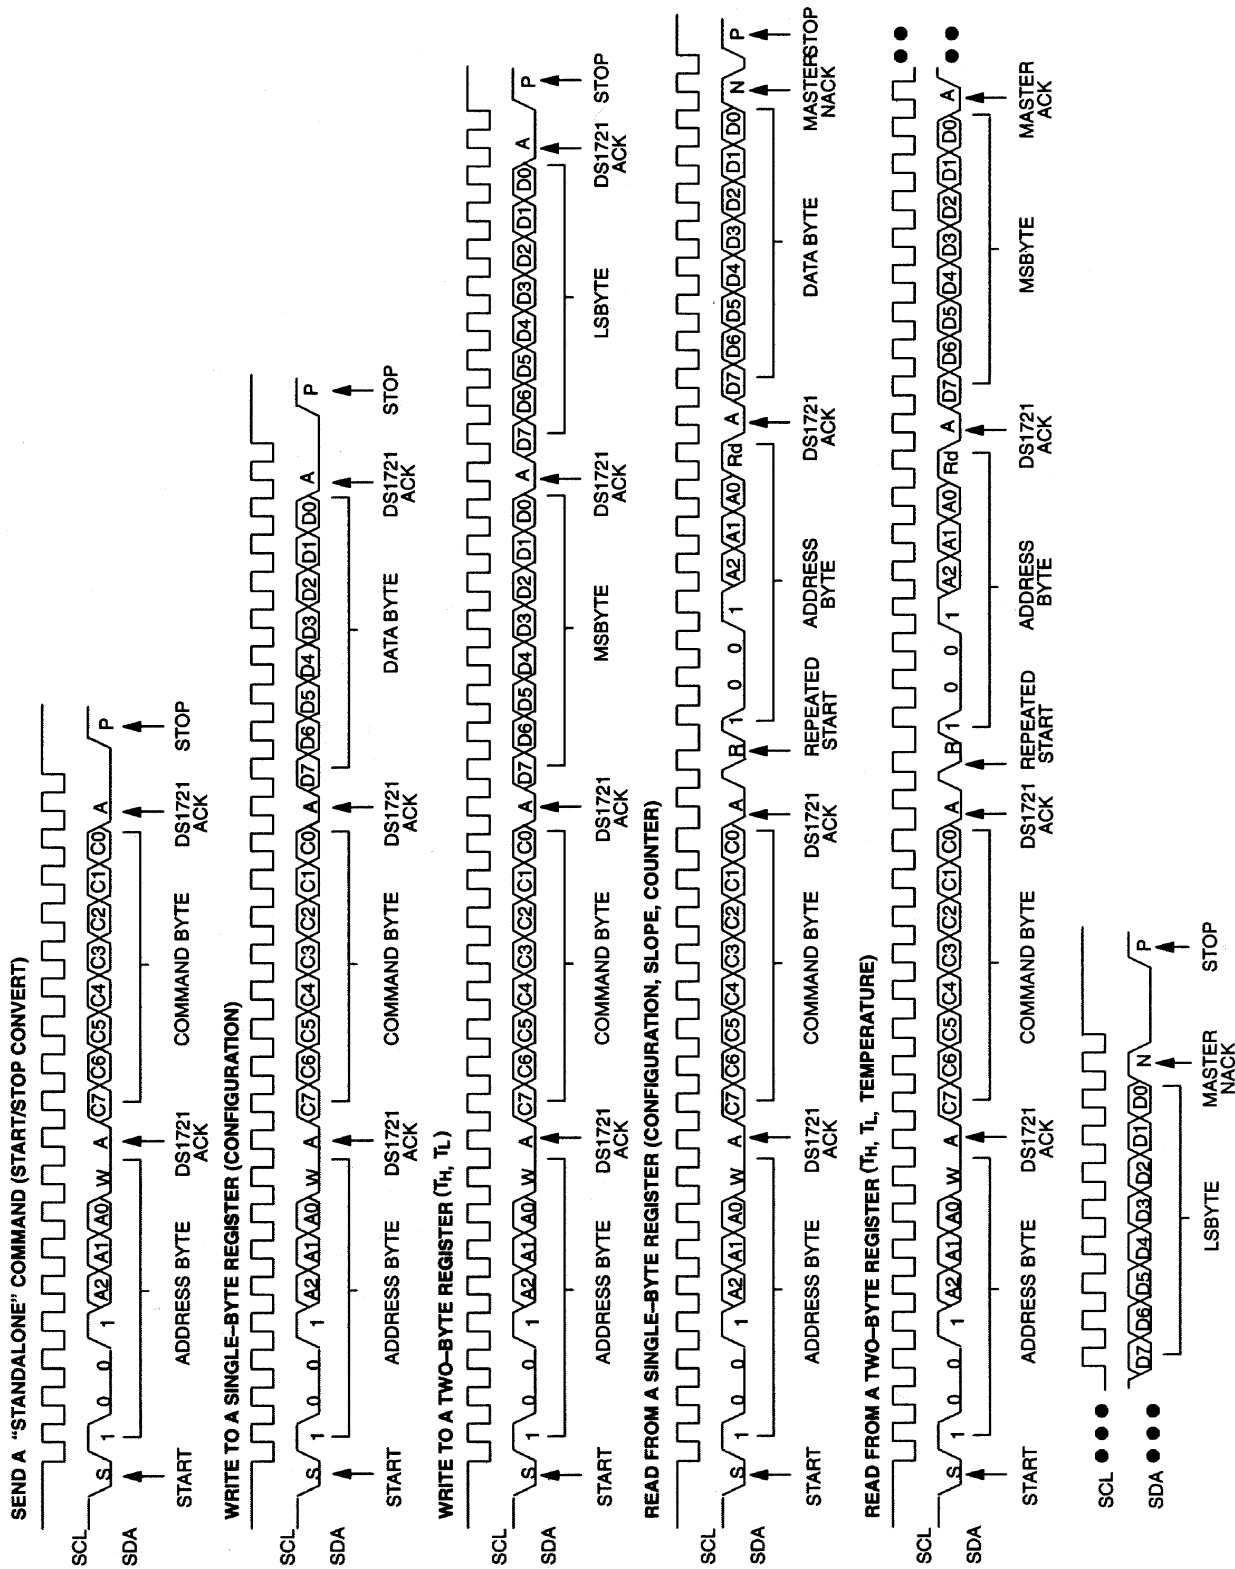 SEND A “STANDALONE” COMMAND (START/STOP CONVERT)
SCL
SDA
S 1 0 0 1 A2 A1 A0 W A C7 C6 C5 C4 C3 C2 C1 C0 A P
START ADDRESS BYTE DS1721 ACK COMMAND BYTE DS1721 ACK STOP
WRITE TO A SINGLE–BYTE REGISTER (CONFIGURATION)
SCL
SDA
S 1 0 0 1 A2 A1 A0 W A C7 C6 C5 C4 C3 C2 C1 C0 A D7 D6 D5 D4 D3 D2 D1 D0 A P
START ADDRESS BYTE DS1721 ACK COMMAND BYTE DS1721 ACK DATA BYTE DS1721 ACK STOP
WRITE TO A TWO–BYTE REGISTER (TH, TL)
SCL
SDA
S 1 0 0 1 A2 A1 A0 W A C7 C6 C5 C4 C3 C2 C1 C0 A D7 D6 D5 D4 D3 D2 D1 D0 A D7 D6 D5 D4 D3 D2 D1 D0 A P
START ADDRESS BYTE DS1721 ACK COMMAND BYTE DS1721 ACK MSBYTE DS1721 ACK LSBYTE DS1721 ACK STOP
READ FROM A SINGLE–BYTE REGISTER (CONFIGURATION, SLOPE, COUNTER)
SCL
SDA
S 1 0 0 1 A2 A1 A0 W A C7 C6 C5 C4 C3 C2 C1 C0 A R 1 0 0 1 A2 A1 A0 Rd A D7 D6 D5 D4 D3 D2 D1 D0 N P
START ADDRESS BYTE DS1721 ACK COMMAND BYTE DS1721 ACK REPEATED START ADDRESS BYTE DS1721 ACK DATA BYTE MASTER NACK STOP
READ FROM A TWO–BYTE REGISTER (TH, TL, TEMPERATURE)
SCL
SDA
S 1 0 0 1 A2 A1 A0 W A C7 C6 C5 C4 C3 C2 C1 C0 A R 1 0 0 1 A2 A1 A0 Rd A D7 D6 D5 D4 D3 D2 D1 D0 A
START ADDRESS BYTE DS1721 ACK COMMAND BYTE DS1721 ACK REPEATED START ADDRESS BYTE DS1721 ACK MSBYTE MASTER ACK
SCL
SDA
D7 D6 D5 D4 D3 D2 D1 D0 N P
LSBYTE MASTER NACK STOP